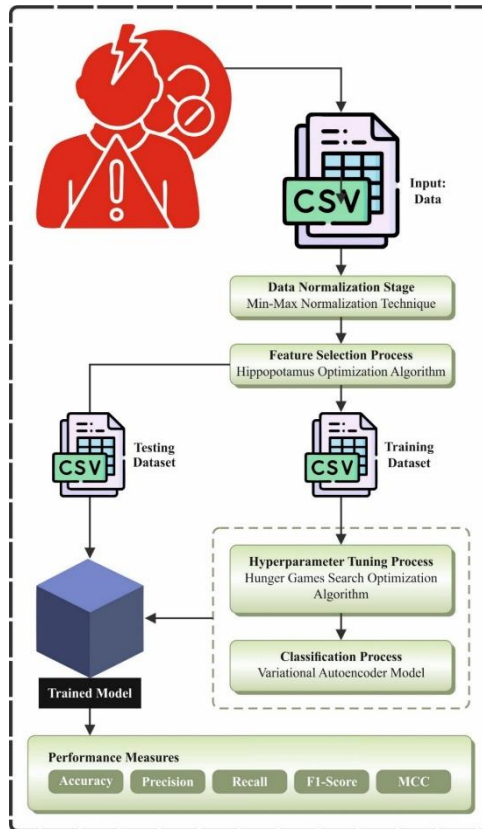 CSV
Input:
Data
Data Normalization Stage
Min-Max Normalization Technique
Feature Selection Process
Hippopotamus Optimization Algorithm
CSV
Testing
Dataset
CSV
Training
Dataset
Hyperparameter Tuning Process
Hunger Games Search Optimization
Algorithm
Classification Process
Variational Autoencoder Model
Trained Model
Performance Measures
Accuracy Precision Recall F1-Score MCC